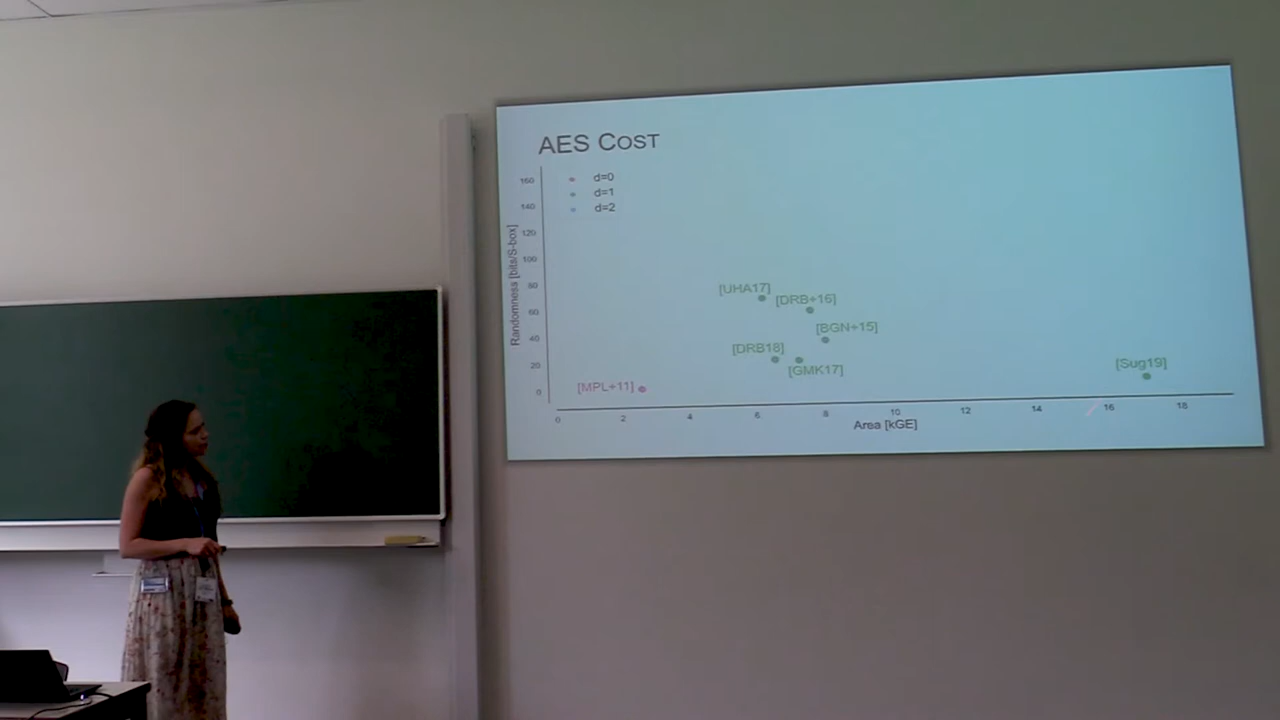 AES COST
160
140
120
100
80
60
40
20
0
Randomness [bits/S-box]
d=0
d=1
d=2
[UHA17]
[DRB+16]
[BGN+15]
[DRB18]
[GMK17]
[MPL+11]
[Sug19]
0 2 4 6 8 10 12 14 16 18
Area [kGE]